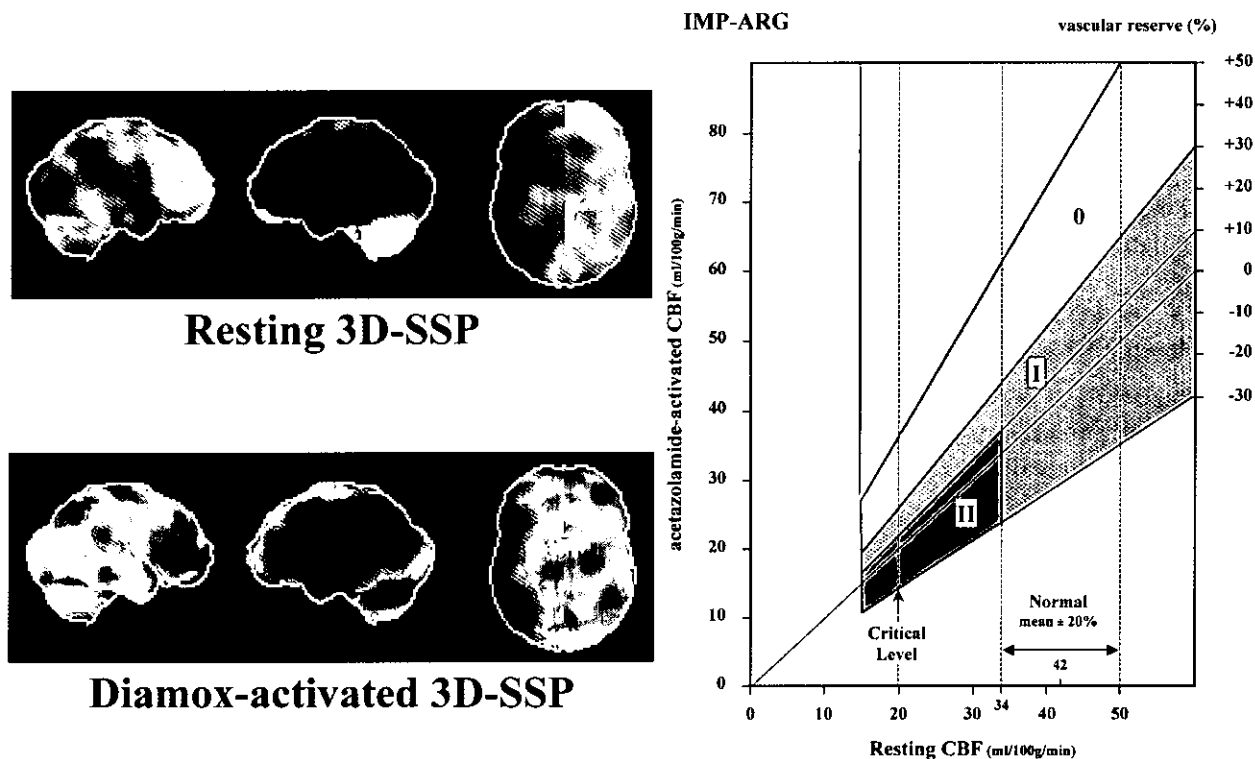 Resting 3D-SSP
Diamox-activated 3D-SSP
IMP-ARG
vascular reserve (%)
acetazolamide-activated CBF (ml/100g/min)
80
70
60
50
40
30
20
10
0
+50
+40
+30
+20
+10
0
-10
-20
-30
0
I
II
Critical
Level
Normal
mean ± 20%
42
0
10
20
30
34
40
50
Resting CBF (ml/100g/min)